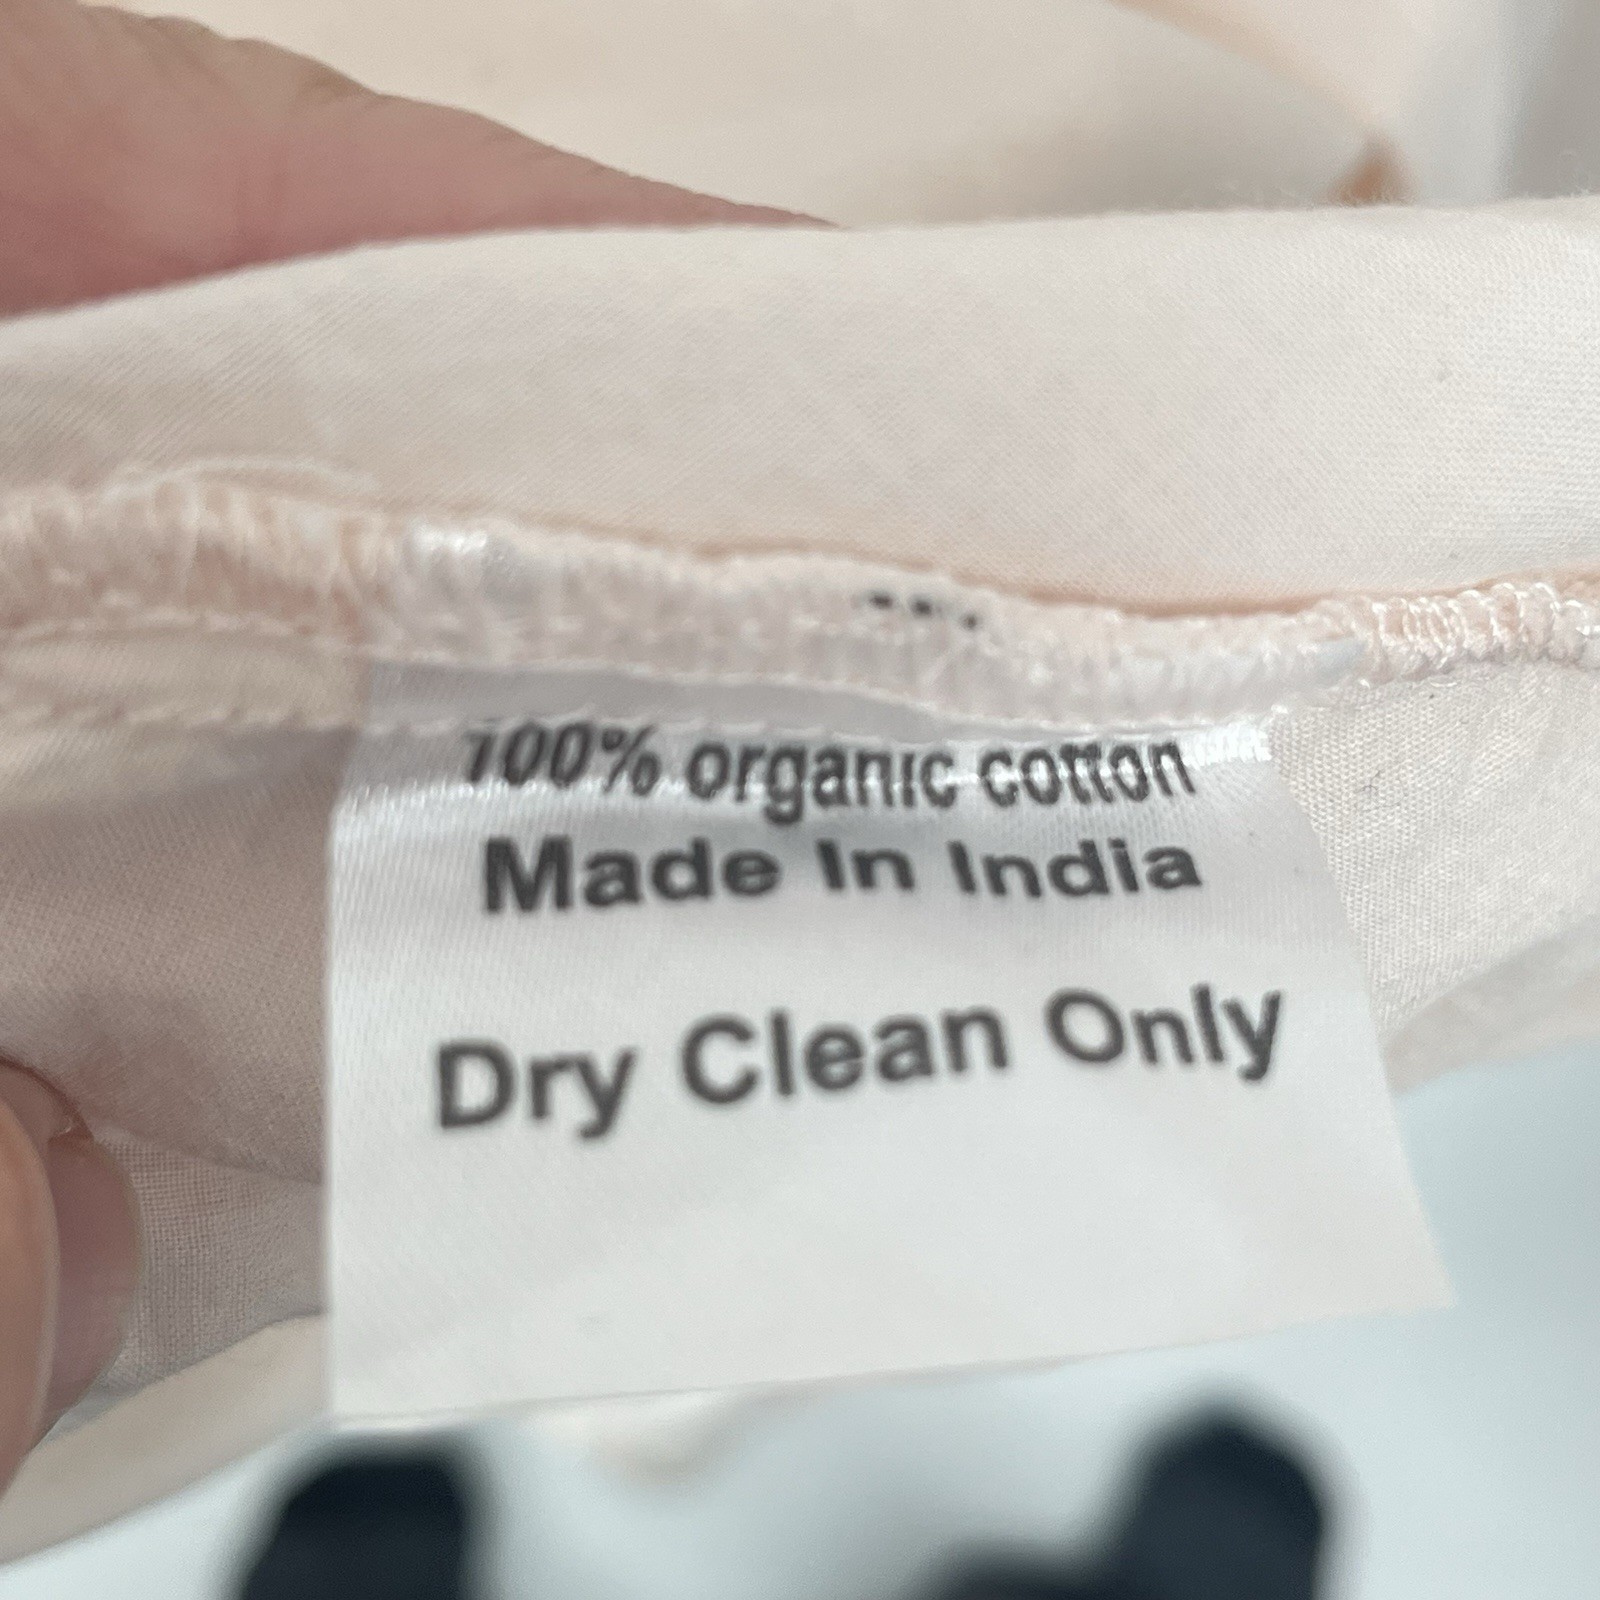 100% organic cotton
Made In India
Dry Clean Only